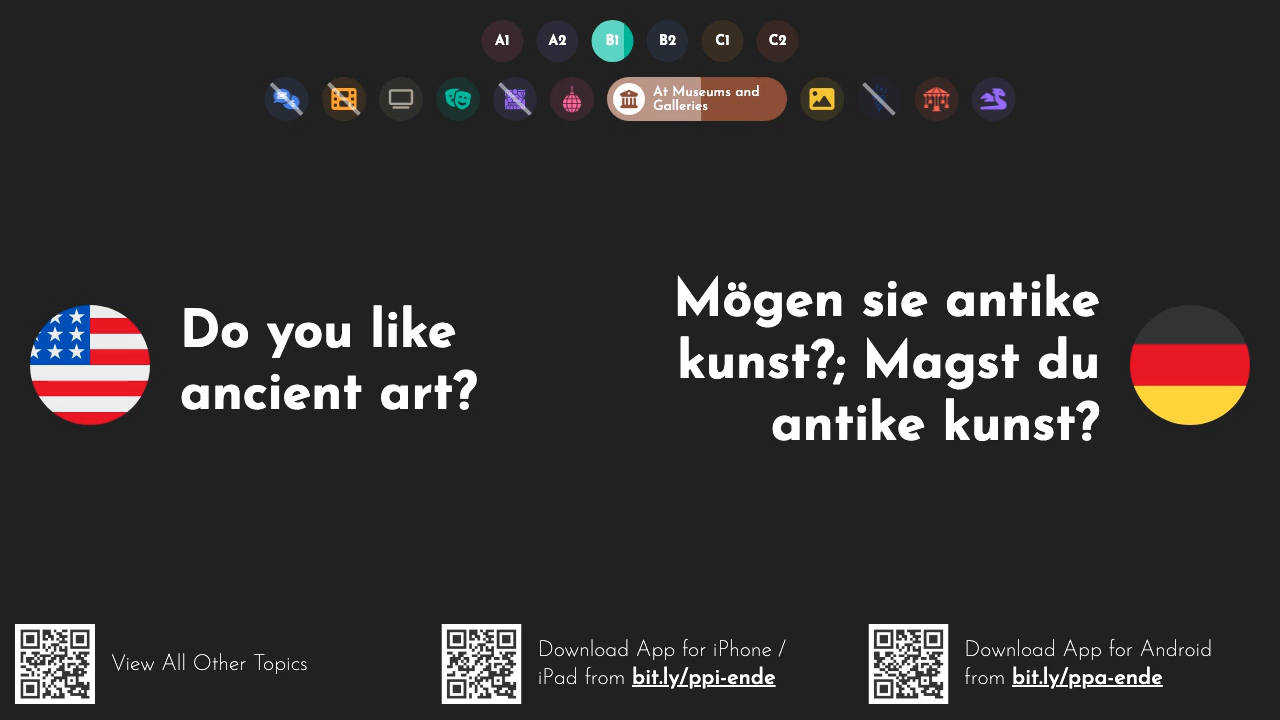 A1 A2 B1 B2 C1 C2
At Museums and
Galleries
Do you like
ancient art?
Mögen sie antike
kunst?; Magst du
antike kunst?
View All Other Topics
Download App for iPhone /
iPad from bit.ly/ppi-ende
Download App for Android
from bit.ly/ppa-ende